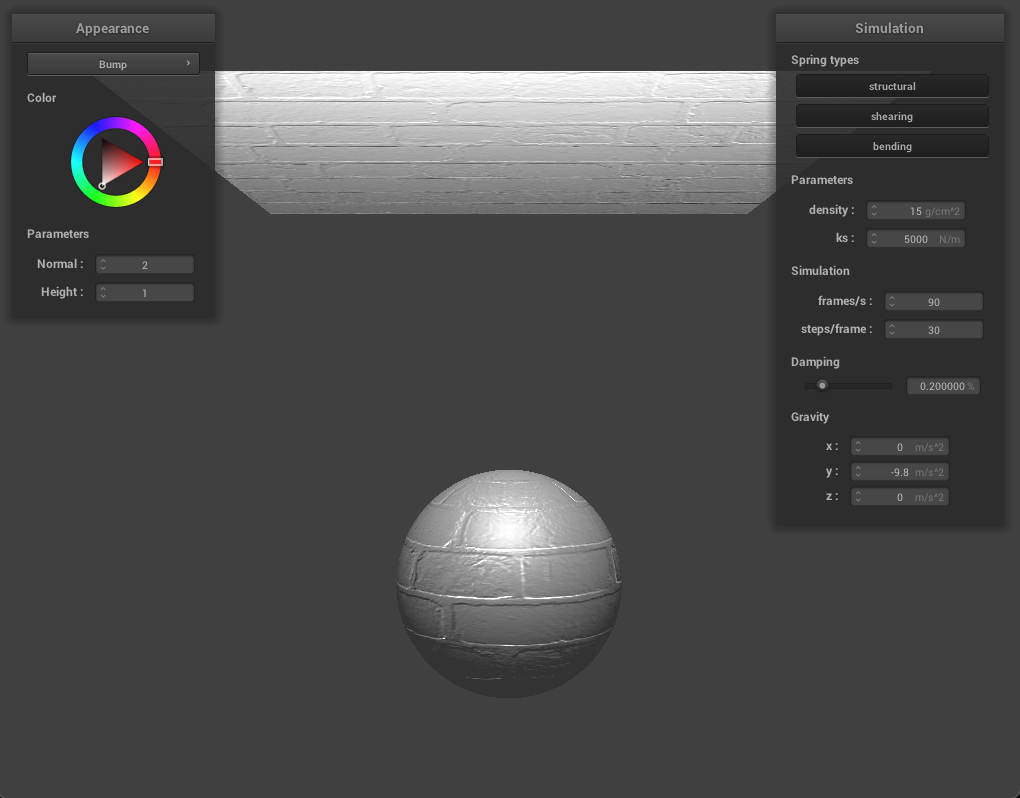 Appearance
Bump ›
Color
Parameters
Normal : 2
Height : 1
Simulation
Spring types
structural
shearing
bending
Parameters
density : 15 g/cm^2
ks : 5000 N/m
Simulation
frames/s : 90
steps/frame : 30
Damping
0.200000 %
Gravity
x : 0 m/s^2
y : -9.8 m/s^2
z : 0 m/s^2